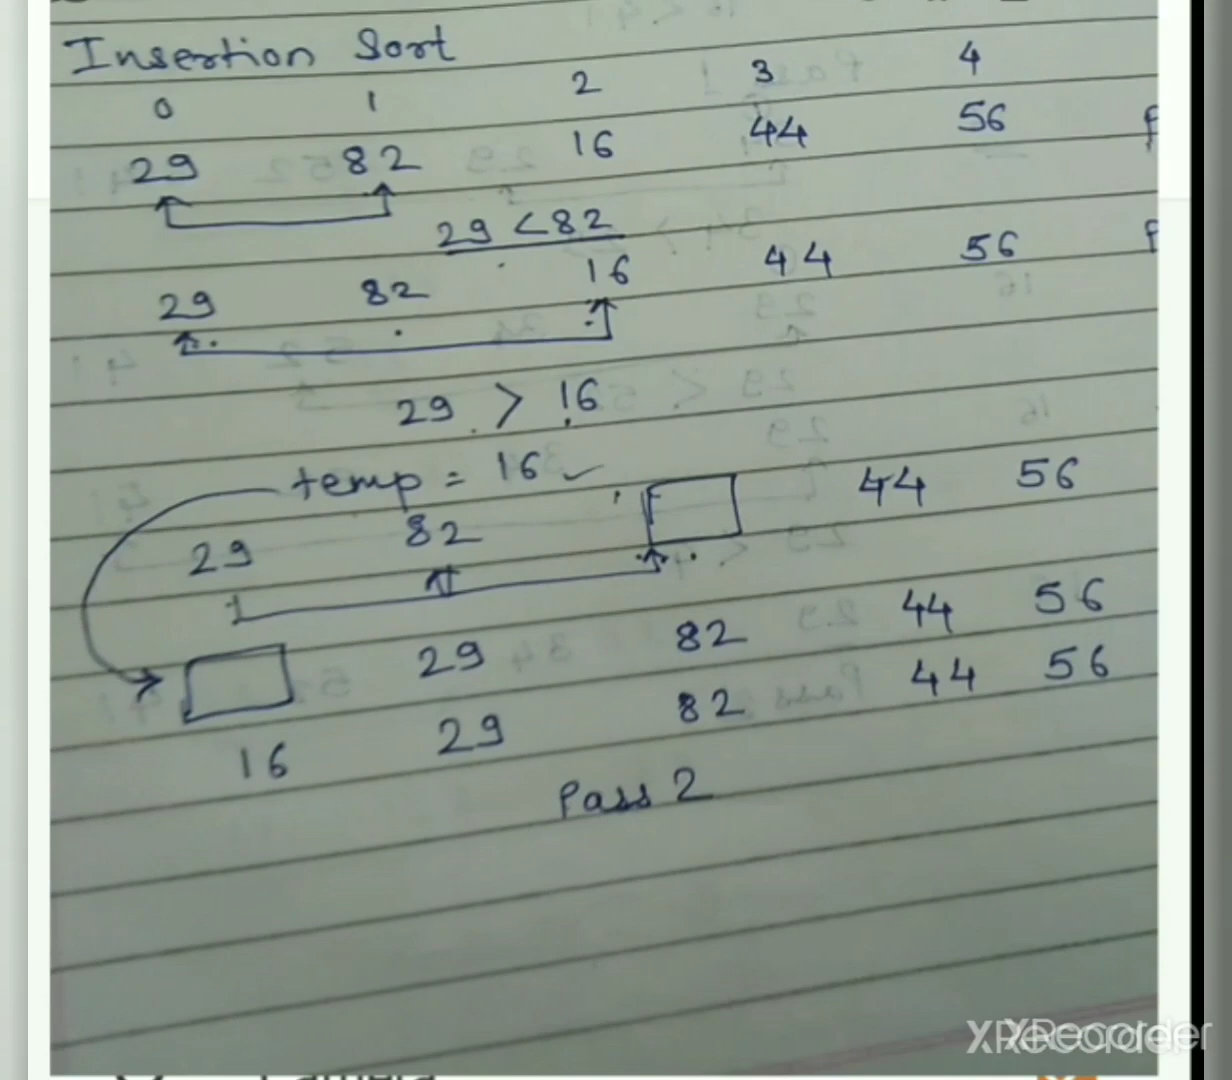 Insertion Sort
0 1 2 3 4
29 82 16 44 56
29 < 82
29 82 16 44 56
29 > 16
temp = 16
29 82 44 56
29 82 44 56
16 29 82 44 56
Pass 2
XRecorder